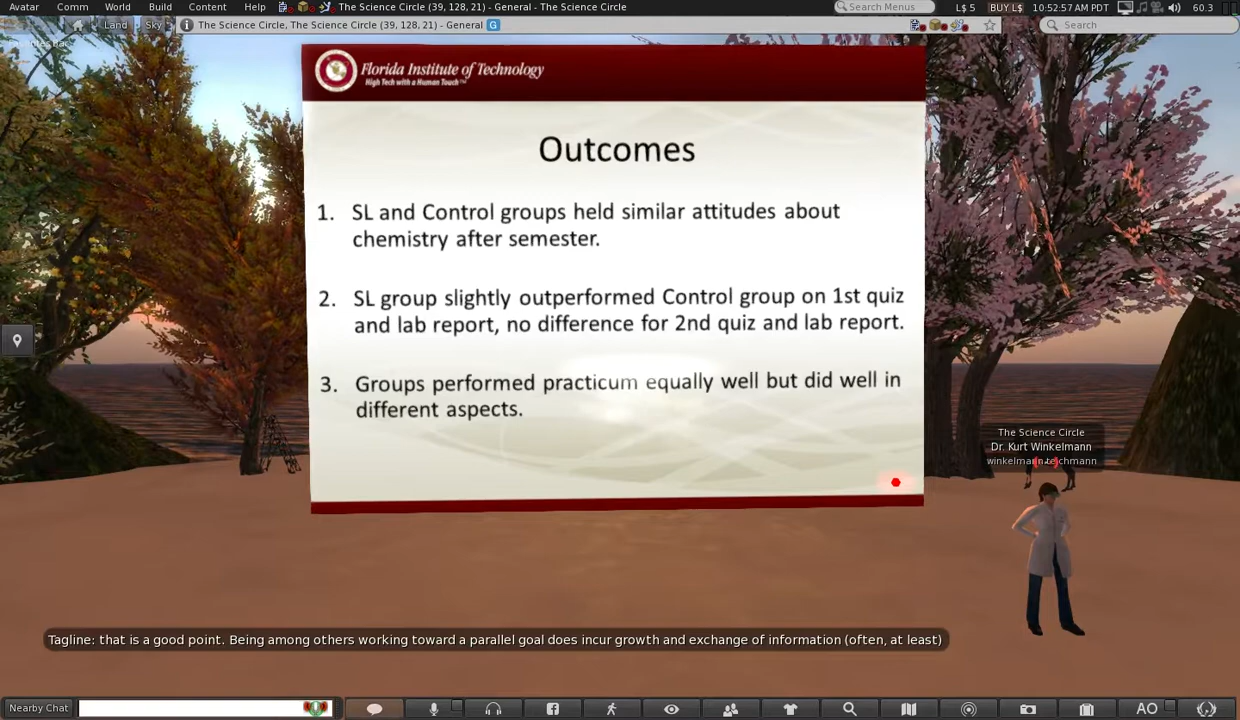 Avatar Comm World Build Content Help The Science Circle (39, 128, 21) - General - The Science Circle Search Menus L$ 5 BUY L$ 10:52:57 AM PDT 60.3
Land Sky The Science Circle, The Science Circle (39, 128, 21) - General G Search
Florida Institute of Technology
High Tech with a Human Touch™
Outcomes
1. SL and Control groups held similar attitudes about
chemistry after semester.
2. SL group slightly outperformed Control group on 1st quiz
and lab report, no difference for 2nd quiz and lab report.
3. Groups performed practicum equally well but did well in
different aspects.
The Science Circle
Dr. Kurt Winkelmann
Tagline: that is a good point. Being among others working toward a parallel goal does incur growth and exchange of information (often, at least)
Nearby Chat AO